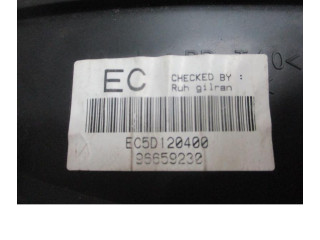 EC
CHECKED BY :
Ruh gilran
EC5D120400
96659230